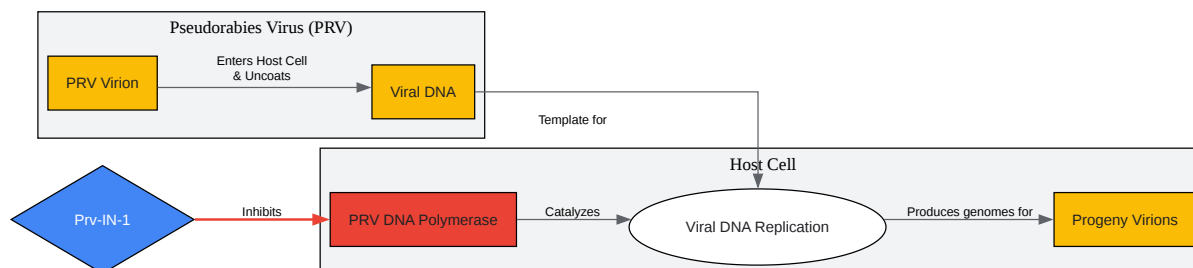 Pseudorabies Virus (PRV)
PRV Virion
Enters Host Cell
& Uncoats
Viral DNA
Template for
Host Cell
Prv-IN-1
Inhibits
PRV DNA Polymerase
Catalyzes
Viral DNA Replication
Produces genomes for
Progeny Virions